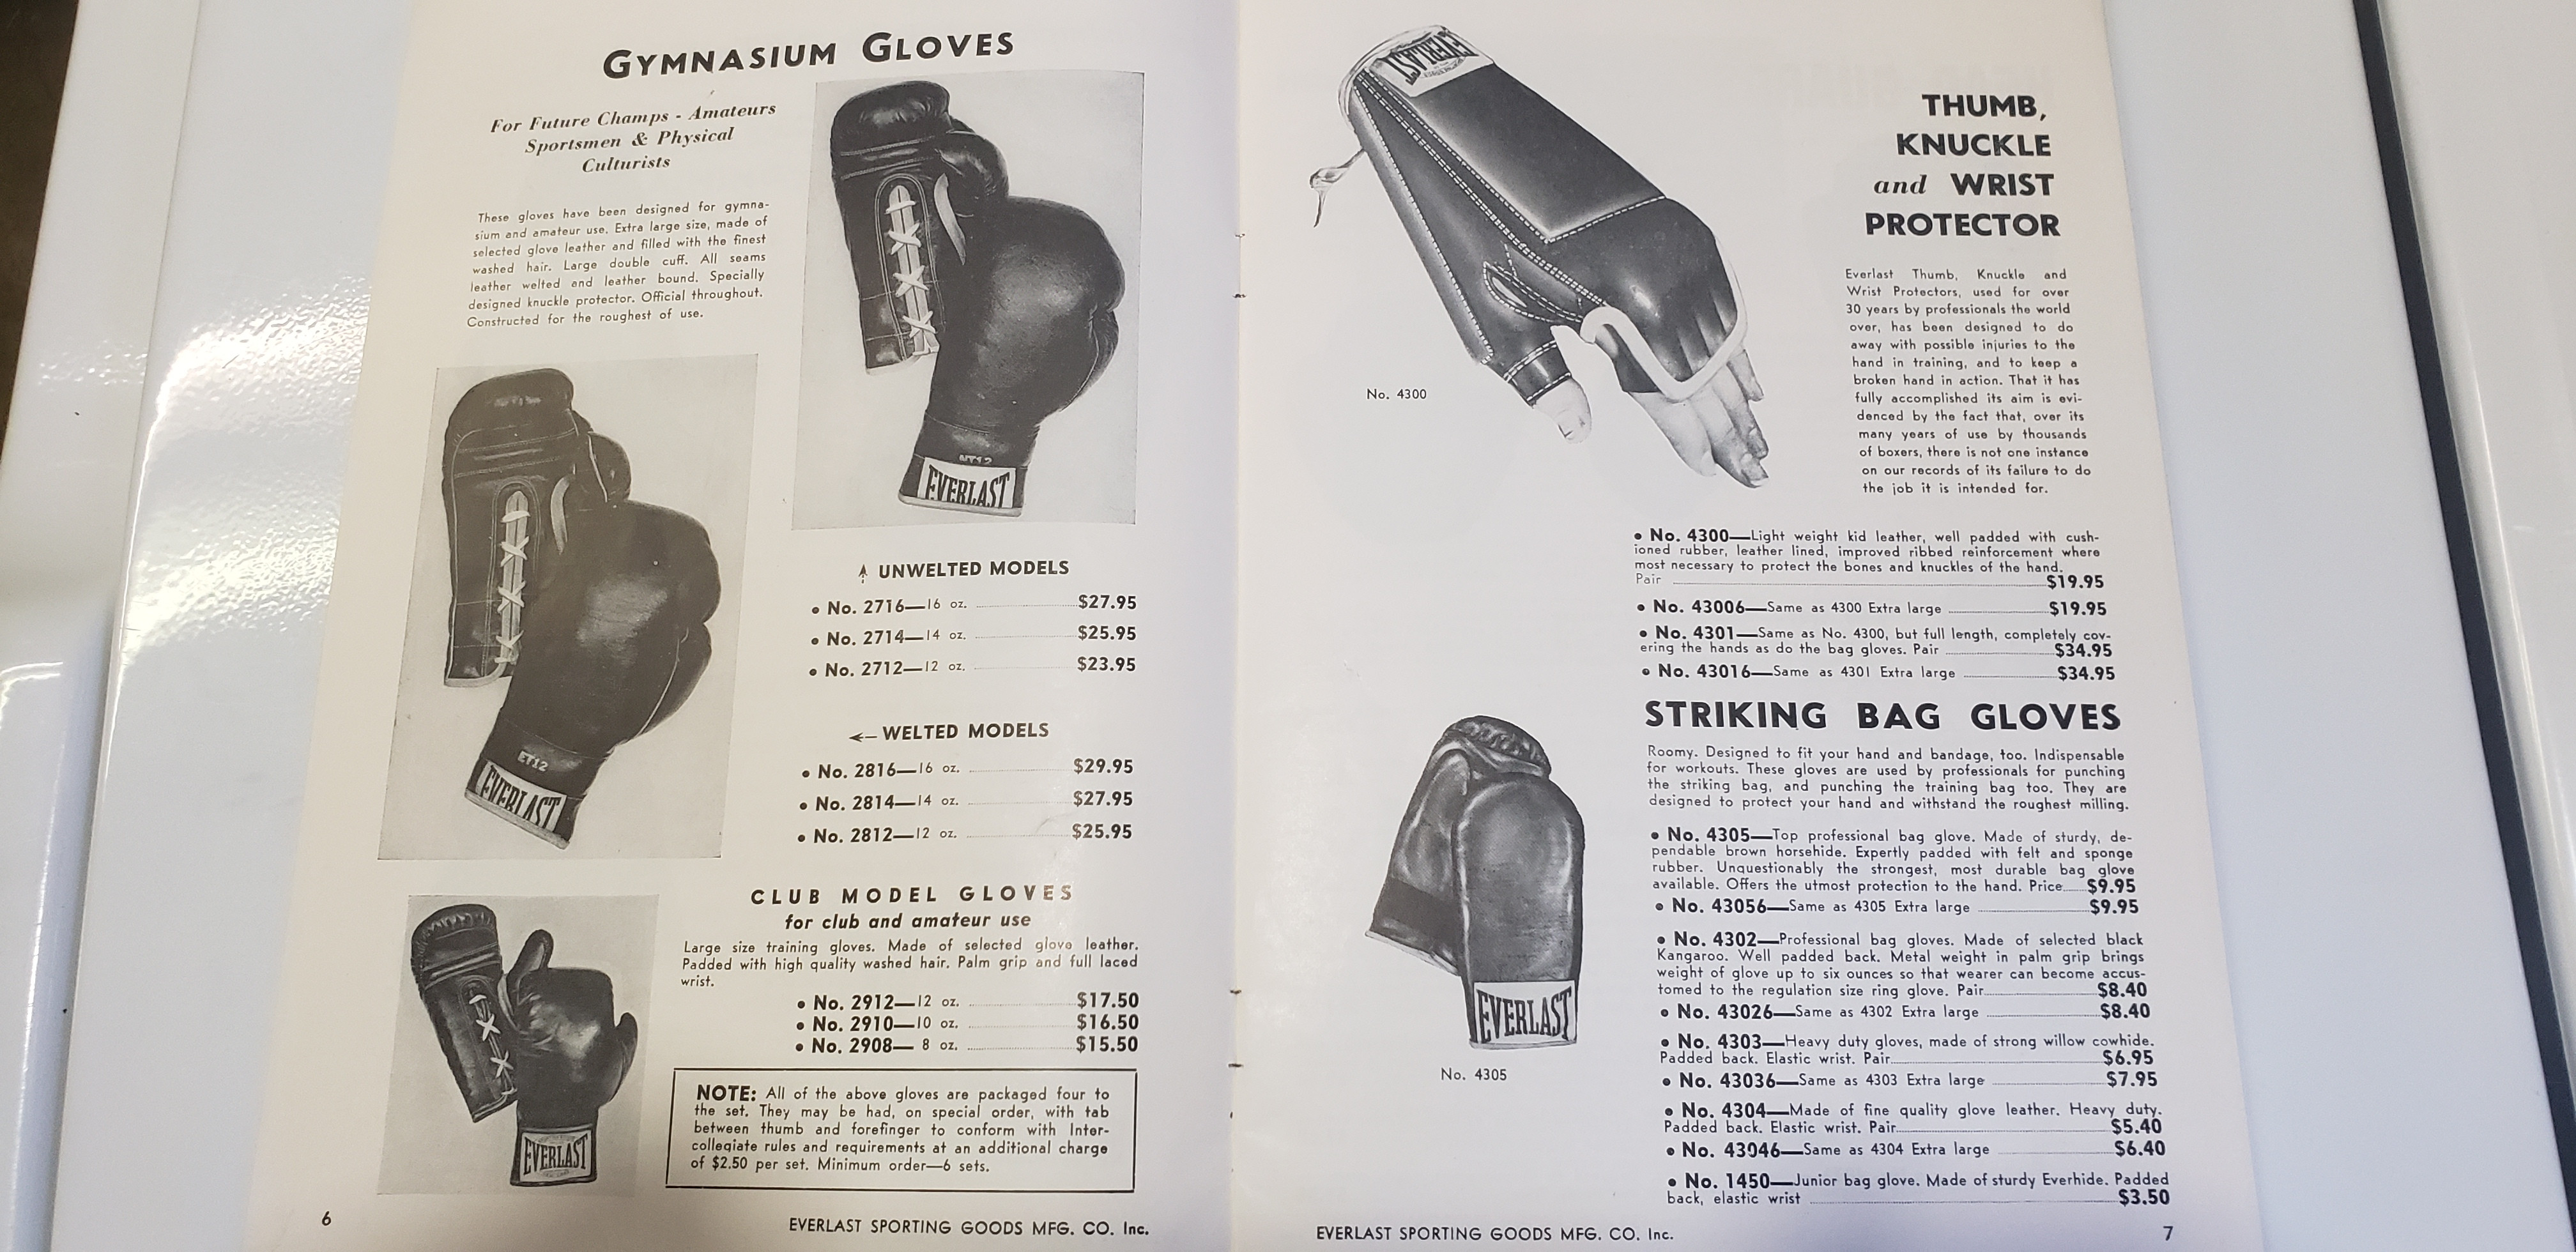 GYMNASIUM GLOVES
For Future Champs - Amateurs
Sportsmen & Physical
Culturists
These gloves have been designed for gymna-
sium and amateur use. Extra large size, made of
selected glove leather and filled with the finest
washed hair. Large double cuff. All seams
leather welted and leather bound. Specially
designed knuckle protector. Official throughout.
Constructed for the roughest of use.
NT12
EVERLAST
ET12
EVERLAST
UNWELTED MODELS
• No. 2716—16 oz. $27.95
• No. 2714—14 oz. $25.95
• No. 2712—12 oz. $23.95
WELTED MODELS
• No. 2816—16 oz. $29.95
• No. 2814—14 oz. $27.95
• No. 2812—12 oz. $25.95
CLUB MODEL GLOVES
for club and amateur use
Large size training gloves. Made of selected glove leather.
Padded with high quality washed hair. Palm grip and full laced
wrist.
• No. 2912—12 oz. $17.50
• No. 2910—10 oz. $16.50
• No. 2908— 8 oz. $15.50
EVERLAST
NOTE: All of the above gloves are packaged four to
the set. They may be had, on special order, with tab
between thumb and forefinger to conform with Inter-
collegiate rules and requirements at an additional charge
of $2.50 per set. Minimum order—6 sets.
6
EVERLAST SPORTING GOODS MFG. CO. Inc.
EVERLAST
No. 4300
THUMB,
KNUCKLE
and WRIST
PROTECTOR
Everlast Thumb, Knuckle and
Wrist Protectors, used for over
30 years by professionals the world
over, has been designed to do
away with possible injuries to the
hand in training, and to keep a
broken hand in action. That it has
fully accomplished its aim is evi-
denced by the fact that, over its
many years of use by thousands
of boxers, there is not one instance
on our records of its failure to do
the job it is intended for.
• No. 4300—Light weight kid leather, well padded with cush-
ioned rubber, leather lined, improved ribbed reinforcement where
most necessary to protect the bones and knuckles of the hand.
Pair $19.95
• No. 43006—Same as 4300 Extra large $19.95
• No. 4301—Same as No. 4300, but full length, completely cov-
ering the hands as do the bag gloves. Pair $34.95
• No. 43016—Same as 4301 Extra large $34.95
STRIKING BAG GLOVES
Roomy. Designed to fit your hand and bandage, too. Indispensable
for workouts. These gloves are used by professionals for punching
the striking bag, and punching the training bag too. They are
designed to protect your hand and withstand the roughest milling.
• No. 4305—Top professional bag glove. Made of sturdy, de-
pendable brown horsehide. Expertly padded with felt and sponge
rubber. Unquestionably the strongest, most durable bag glove
available. Offers the utmost protection to the hand. Price $9.95
• No. 43056—Same as 4305 Extra large $9.95
• No. 4302—Professional bag gloves. Made of selected black
Kangaroo. Well padded back. Metal weight in palm grip brings
weight of glove up to six ounces so that wearer can become accus-
tomed to the regulation size ring glove. Pair $8.40
• No. 43026—Same as 4302 Extra large $8.40
• No. 4303—Heavy duty gloves, made of strong willow cowhide.
Padded back. Elastic wrist. Pair $6.95
• No. 43036—Same as 4303 Extra large $7.95
• No. 4304—Made of fine quality glove leather. Heavy duty.
Padded back. Elastic wrist. Pair $5.40
• No. 43046—Same as 4304 Extra large $6.40
• No. 1450—Junior bag glove. Made of sturdy Everhide. Padded
back, elastic wrist $3.50
EVERLAST
No. 4305
EVERLAST SPORTING GOODS MFG. CO. Inc.
7